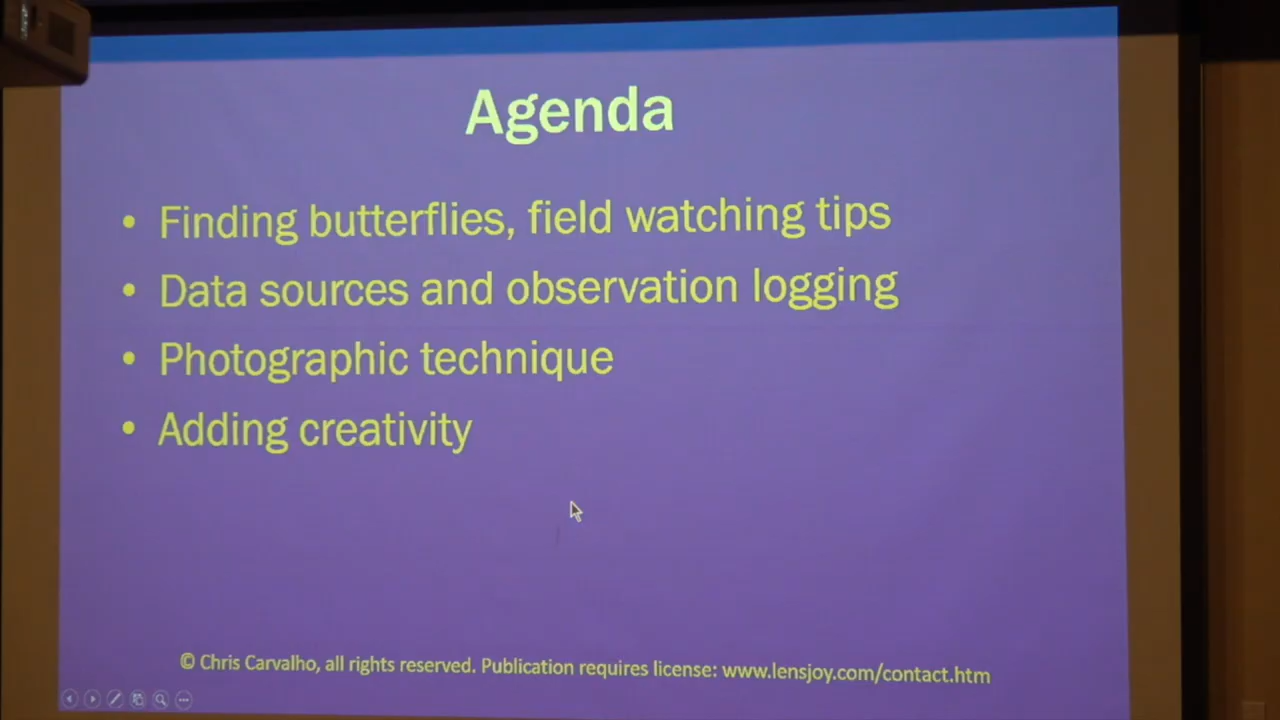 Agenda
• Finding butterflies, field watching tips
• Data sources and observation logging
• Photographic technique
• Adding creativity
© Chris Carvalho, all rights reserved. Publication requires license: www.lensjoy.com/contact.htm